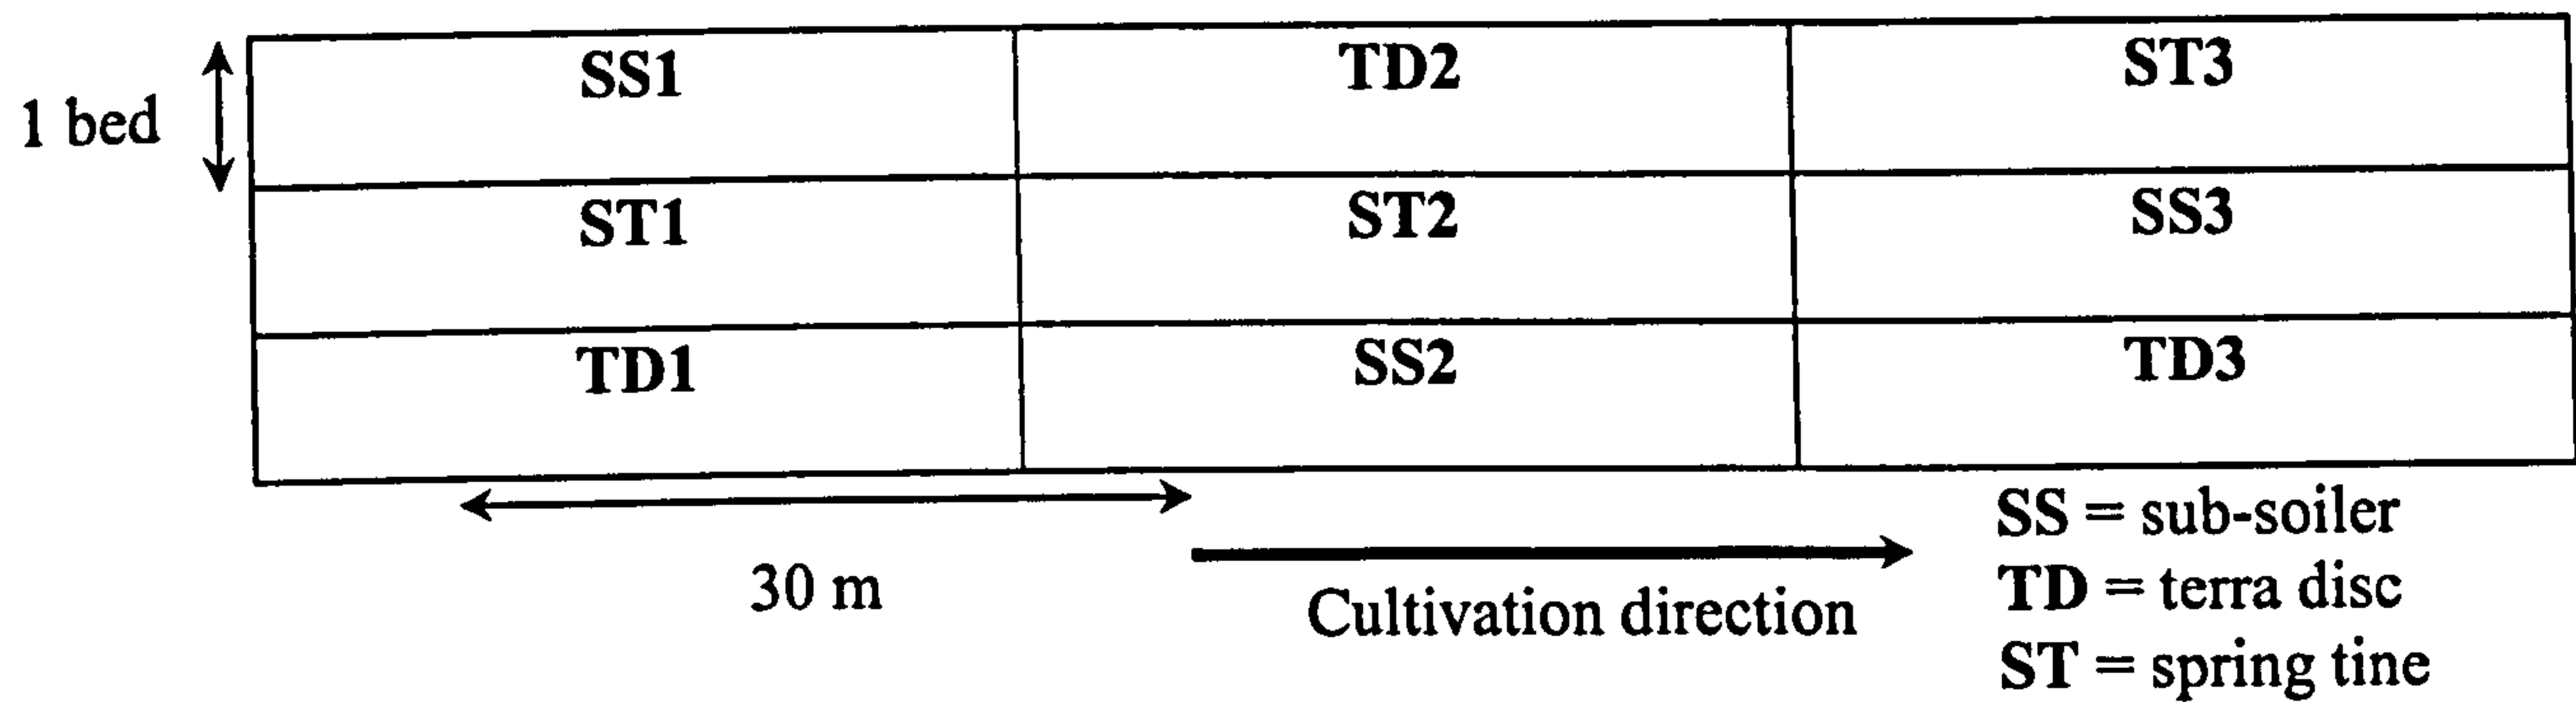 SS1 TD2 ST3
1 bed
ST1 ST2 SS3
TD1 SS2 TD3
30 m
Cultivation direction
SS = sub-soiler
TD = terra disc
ST = spring tine